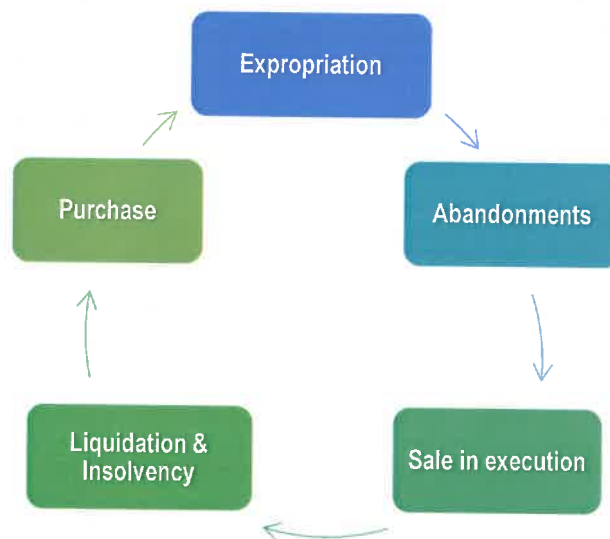 Expropriation
Purchase
Abandonments
Liquidation &
Insolvency
Sale in execution